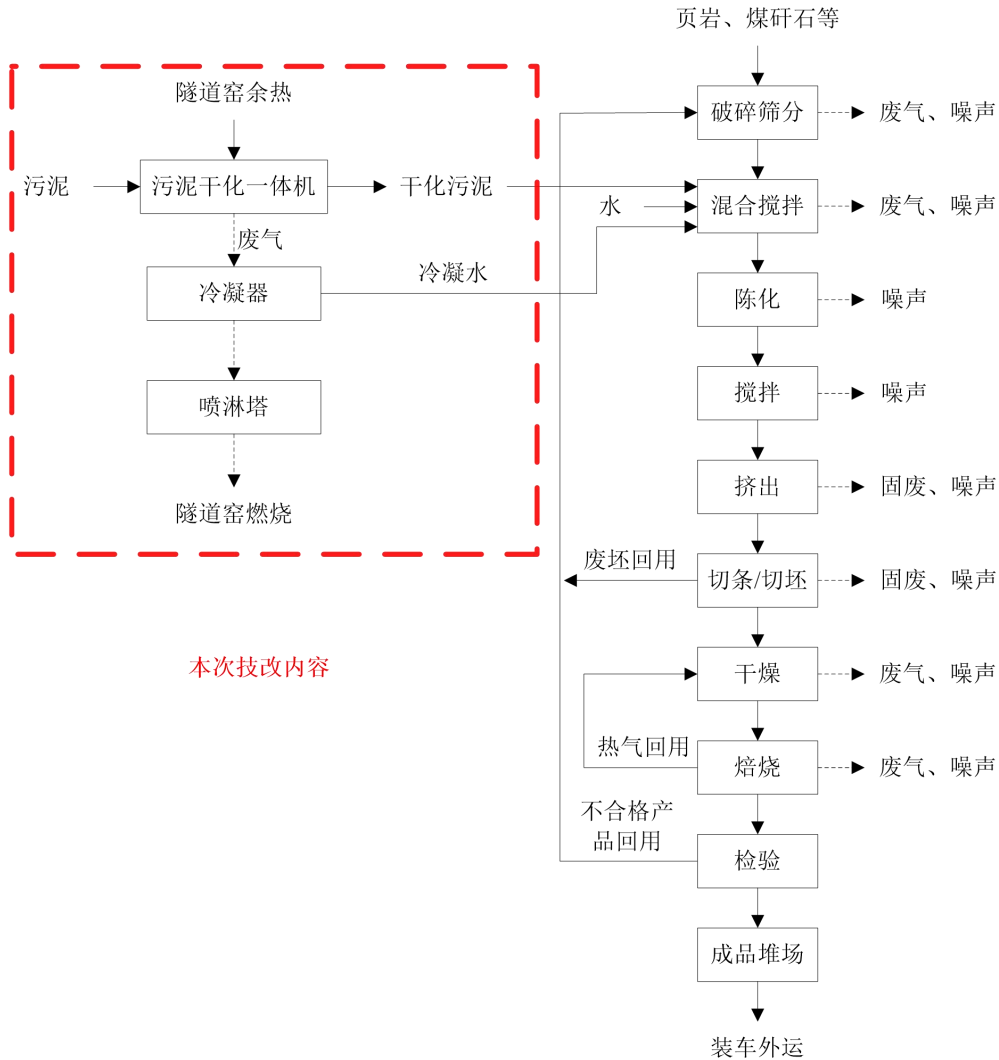 页岩、煤矸石等
隧道窑余热
破碎筛分
废气、噪声
污泥
污泥干化一体机
干化污泥
水
混合搅拌
废气、噪声
废气
冷凝水
冷凝器
陈化
噪声
喷淋塔
搅拌
噪声
隧道窑燃烧
挤出
固废、噪声
废坯回用
切条/切坯
固废、噪声
本次技改内容
干燥
废气、噪声
热气回用
焙烧
废气、噪声
不合格产
品回用
检验
成品堆场
装车外运